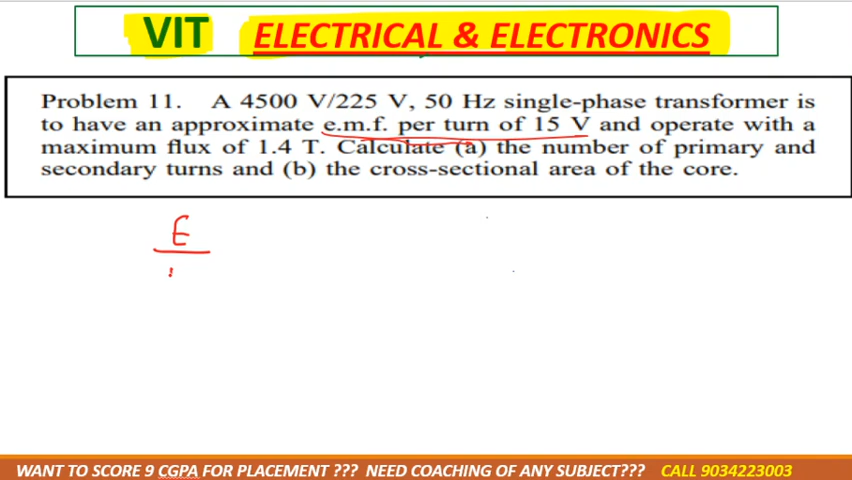 VIT ELECTRICAL & ELECTRONICS
Problem 11. A 4500 V/225 V, 50 Hz single-phase transformer is
to have an approximate e.m.f. per turn of 15 V and operate with a
maximum flux of 1.4 T. Calculate (a) the number of primary and
secondary turns and (b) the cross-sectional area of the core.
E
WANT TO SCORE 9 CGPA FOR PLACEMENT ??? NEED COACHING OF ANY SUBJECT??? CALL 9034223003